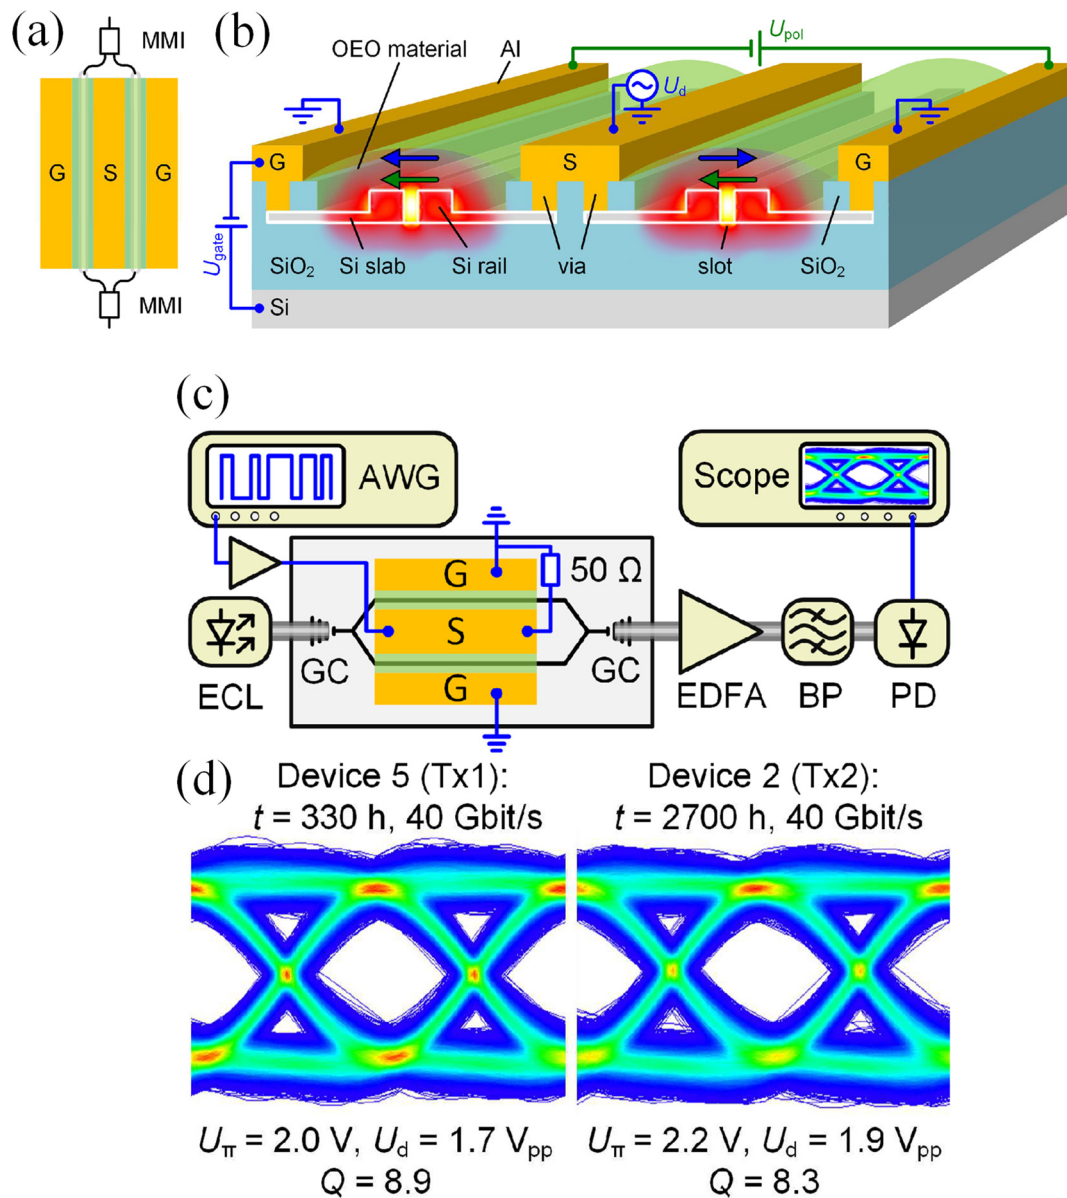 (a)
MMI
G S G
MMI
(b)
OEO material
Al
Upol
Ud
G
S
G
Ugate
SiO2
Si slab
Si rail
via
slot
SiO2
Si
(c)
AWG
Scope
G
50 Ω
S
G
GC
GC
ECL
EDFA
BP
PD
(d)
Device 5 (Tx1):
t = 330 h, 40 Gbit/s
Uπ = 2.0 V, Ud = 1.7 Vpp
Q = 8.9
Device 2 (Tx2):
t = 2700 h, 40 Gbit/s
Uπ = 2.2 V, Ud = 1.9 Vpp
Q = 8.3